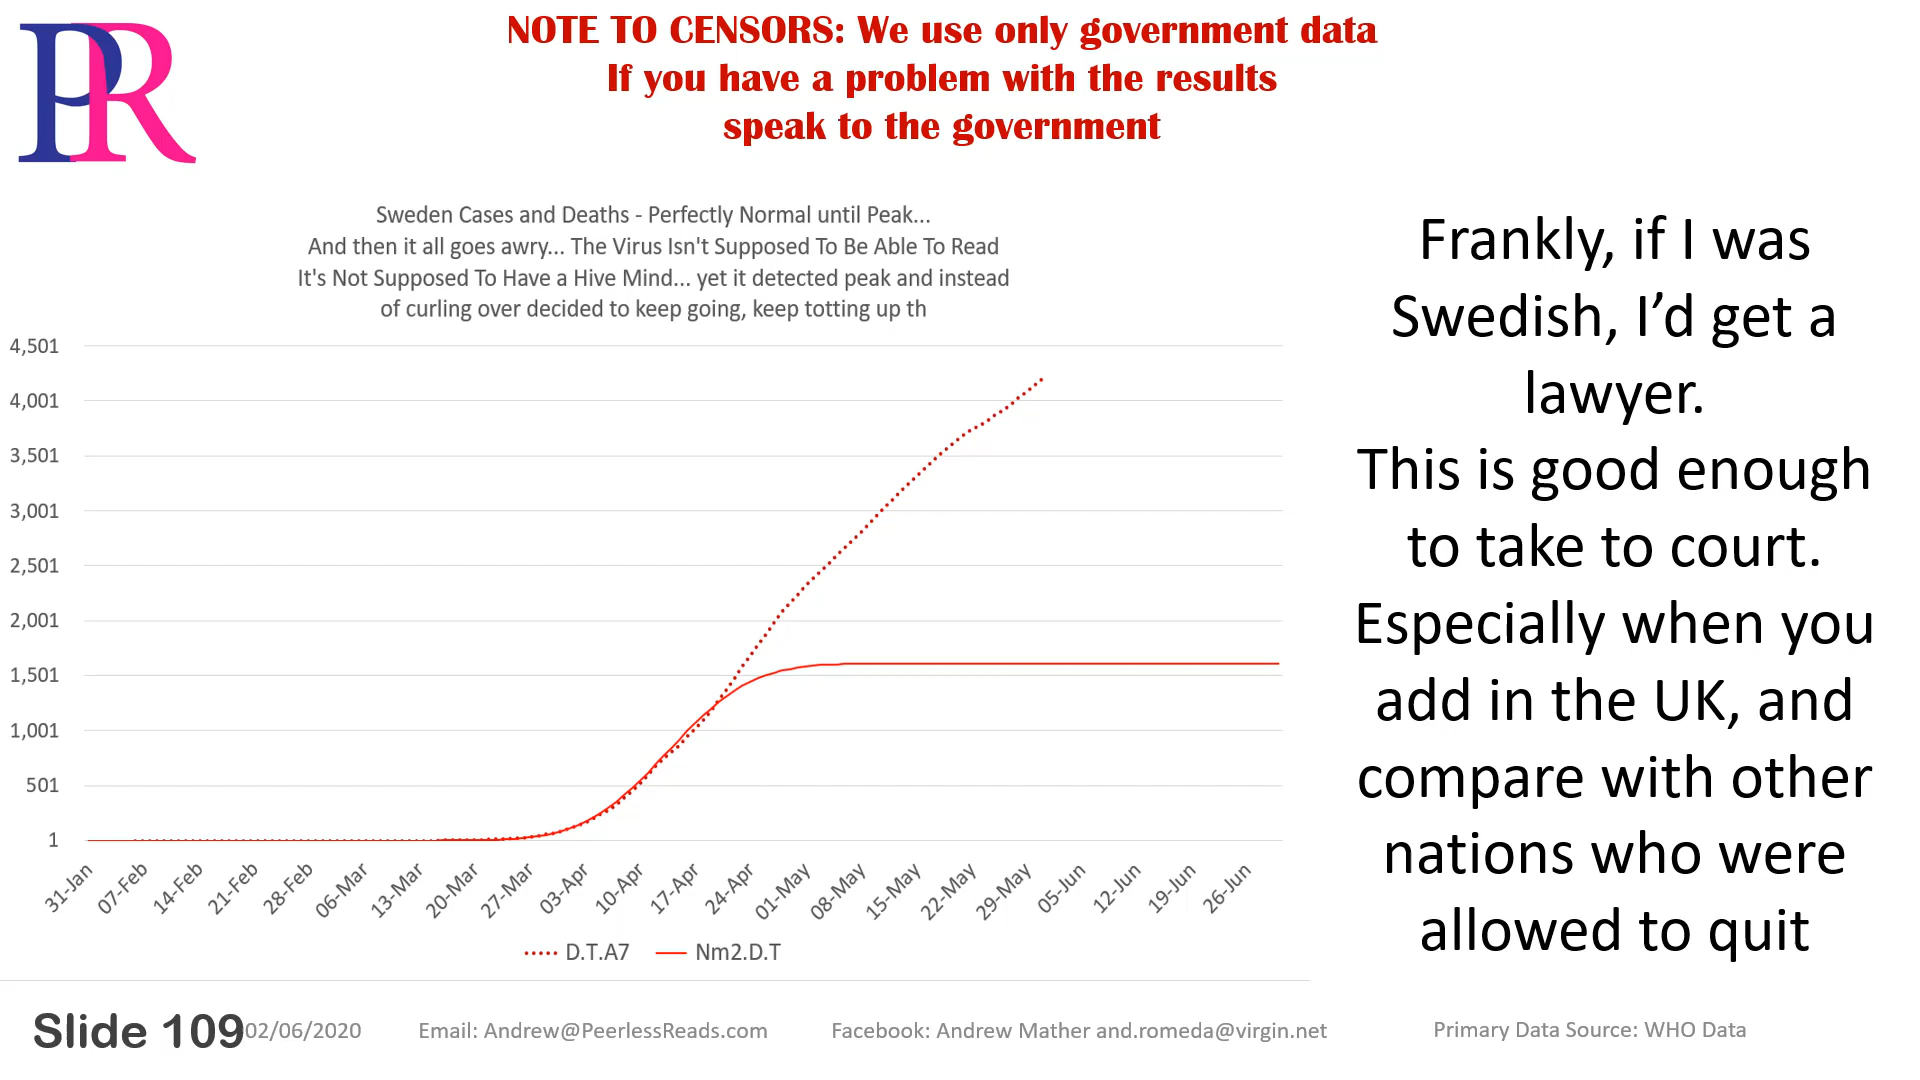 PR
NOTE TO CENSORS: We use only government data
If you have a problem with the results
speak to the government
Sweden Cases and Deaths - Perfectly Normal until Peak...
And then it all goes awry... The Virus Isn't Supposed To Be Able To Read
It's Not Supposed To Have a Hive Mind... yet it detected peak and instead
of curling over decided to keep going, keep totting up th
4,501
4,001
3,501
3,001
2,501
2,001
1,501
1,001
501
1
31-Jan
07-Feb
14-Feb
21-Feb
28-Feb
06-Mar
13-Mar
20-Mar
27-Mar
03-Apr
10-Apr
17-Apr
24-Apr
01-May
08-May
15-May
22-May
29-May
05-Jun
12-Jun
19-Jun
26-Jun
D.T.A7
Nm2.D.T
Frankly, if I was
Swedish, I’d get a
lawyer.
This is good enough
to take to court.
Especially when you
add in the UK, and
compare with other
nations who were
allowed to quit
Slide 109 02/06/2020 Email: Andrew@PeerlessReads.com Facebook: Andrew Mather and.romeda@virgin.net Primary Data Source: WHO Data